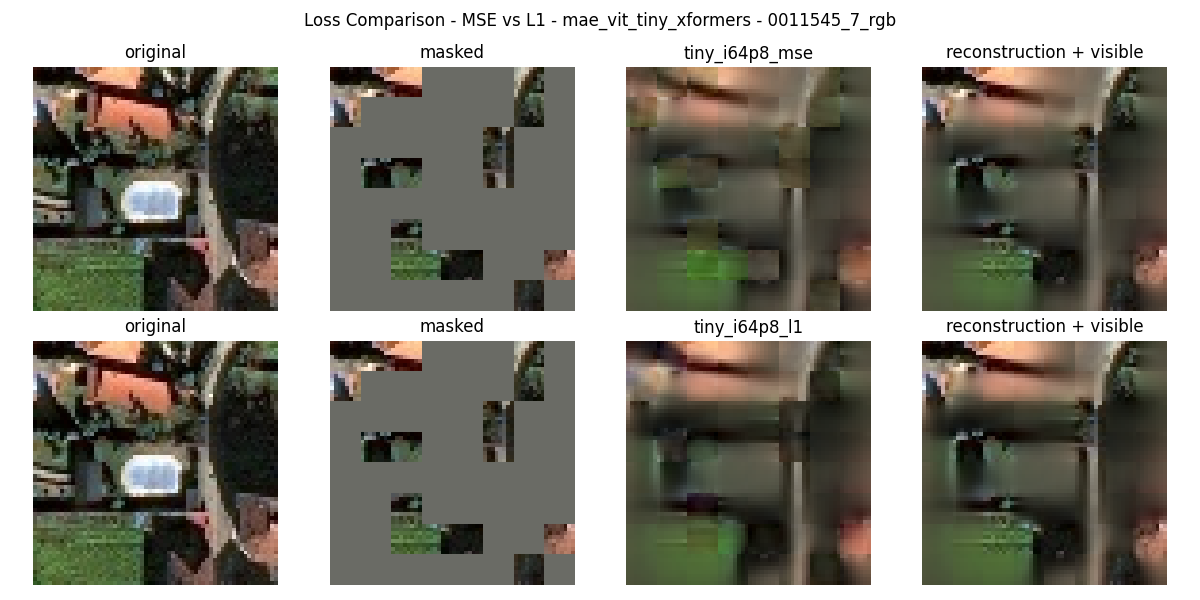 Loss Comparison - MSE vs L1 - mae_vit_tiny_xformers - 0011545_7_rgb
original
masked
tiny_i64p8_mse
reconstruction + visible
original
masked
tiny_i64p8_l1
reconstruction + visible